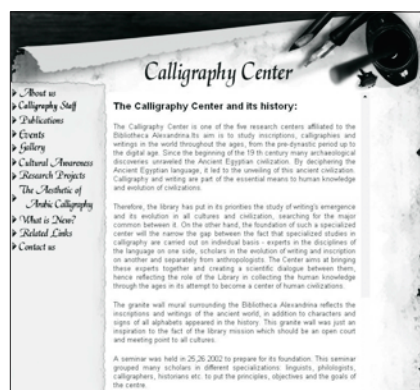 Calligraphy Center
About us
Calligraphy Staff
Publications
Events
Gallery
Cultural Awareness
Research Projects
The Aesthetic of
Arabic Calligraphy
What is New?
Related Links
Contact us
The Calligraphy Center and its history:
The Calligraphy Center is one of the five research centers affiliated to the
Bibliotheca Alexandrina.Its aim is to study inscriptions, calligraphies and
writings in the world throughout the ages, from the pre-dynastic period up to
the digital age. Since the beginning of the 19 th century many archaeological
discoveries unraveled the Ancient Egyptian civilization. By deciphering the
Ancient Egyptian language, it led to the unveiling of this ancient civilization.
Calligraphy and writing are part of the essential means to human knowledge
and evolution of civilizations.
Therefore, the library has put in its priorities the study of writing's emergence
and its evolution in all cultures and civilization, searching for the major
common between it. On the other hand, the foundation of such a specialized
center will the narrow the gap between the fact that specialized studies in
calligraphy are carried out on individual basis - experts in the disciplines of
the language on one side, scholars in the evolution of writing and inscription
on another and separately from anthropologists. The Center aims at bringing
these experts together and creating a scientific dialogue between them,
hence reflecting the role of the Library in collecting the human knowledge
through the ages in its attempt to become a center of human civilizations.
The granite wall mural surrounding the Bibliotheca Alexandrina reflects the
inscriptions and writings of the ancient world, in addition to characters and
signs of all alphabets appeared in the history. This granite wall was just an
inspiration to the fact of the library mission which should be an open court
and meeting point to all cultures.
A seminar was held in 25,26 2002 to prepare for its foundation. This seminar
grouped many scholars in different specializations: linguists, philologists,
calligraphers, historians etc. to put the principles, objectives and the goals of
the centre.